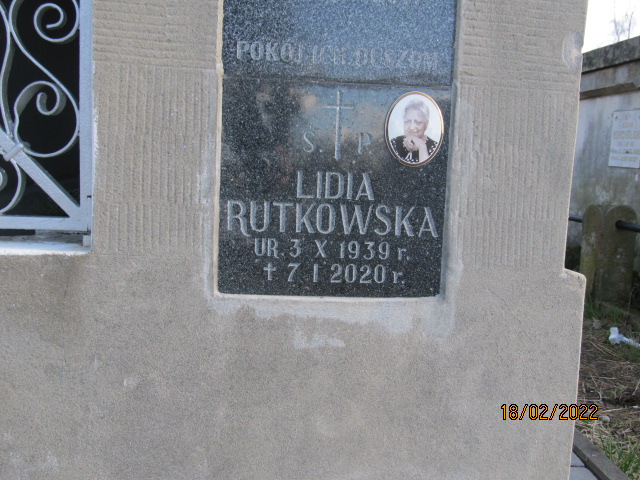 POKÓJ ICH DUSZOM
Ś P
LIDIA
RUTKOWSKA
UR. 3 X 1939 r.
† 7 I 2020 r.
18/02/2022